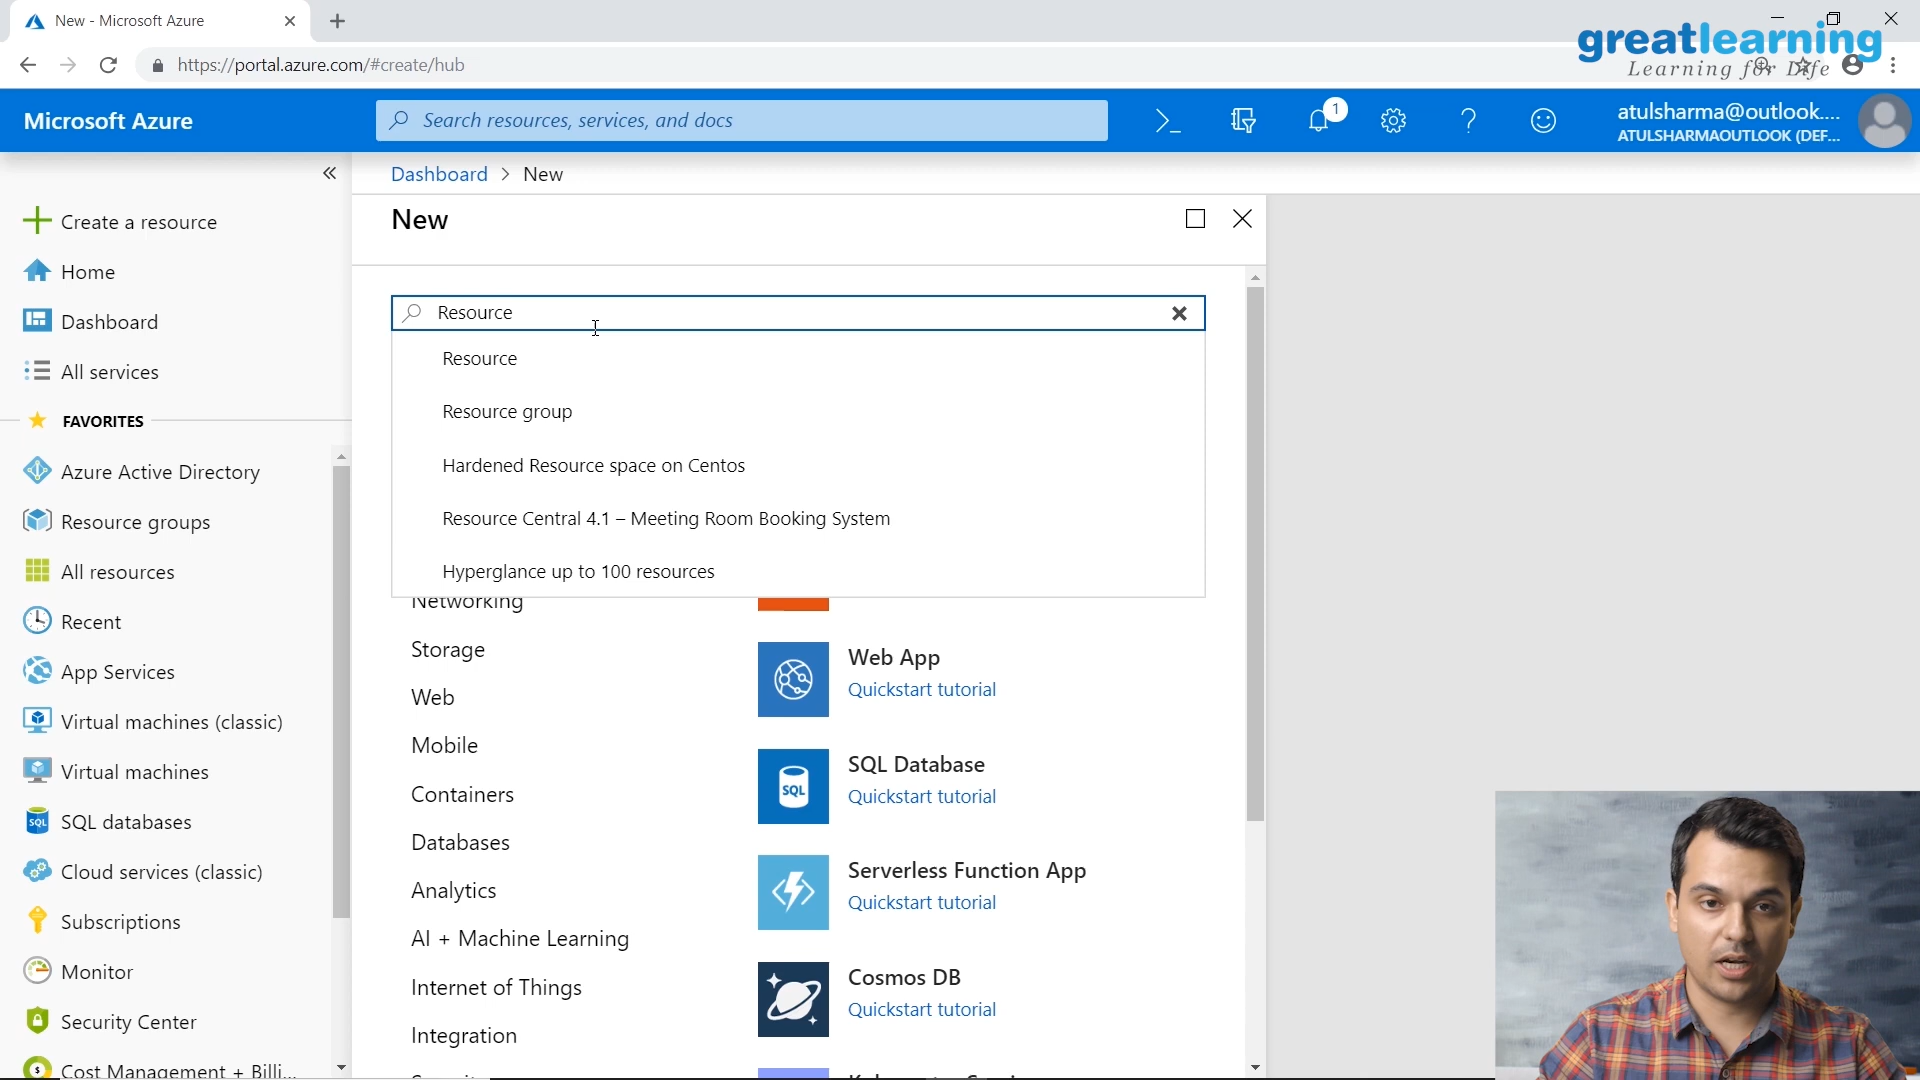 New - Microsoft Azure
https://portal.azure.com/#create/hub
greatlearning
Learning for Life
Microsoft Azure
Search resources, services, and docs
1
atulsharma@outlook....
ATULSHARMAOUTLOOK (DEF...
Dashboard > New
New
Create a resource
Home
Dashboard
All services
FAVORITES
Azure Active Directory
Resource groups
All resources
Recent
App Services
Virtual machines (classic)
Virtual machines
SQL databases
Cloud services (classic)
Subscriptions
Monitor
Security Center
Cost Management + Billi...
Resource
Resource
Resource group
Hardened Resource space on Centos
Resource Central 4.1 – Meeting Room Booking System
Hyperglance up to 100 resources
Networking
Storage
Web
Mobile
Containers
Databases
Analytics
AI + Machine Learning
Internet of Things
Integration
Web App
Quickstart tutorial
SQL
SQL Database
Quickstart tutorial
Serverless Function App
Quickstart tutorial
Cosmos DB
Quickstart tutorial